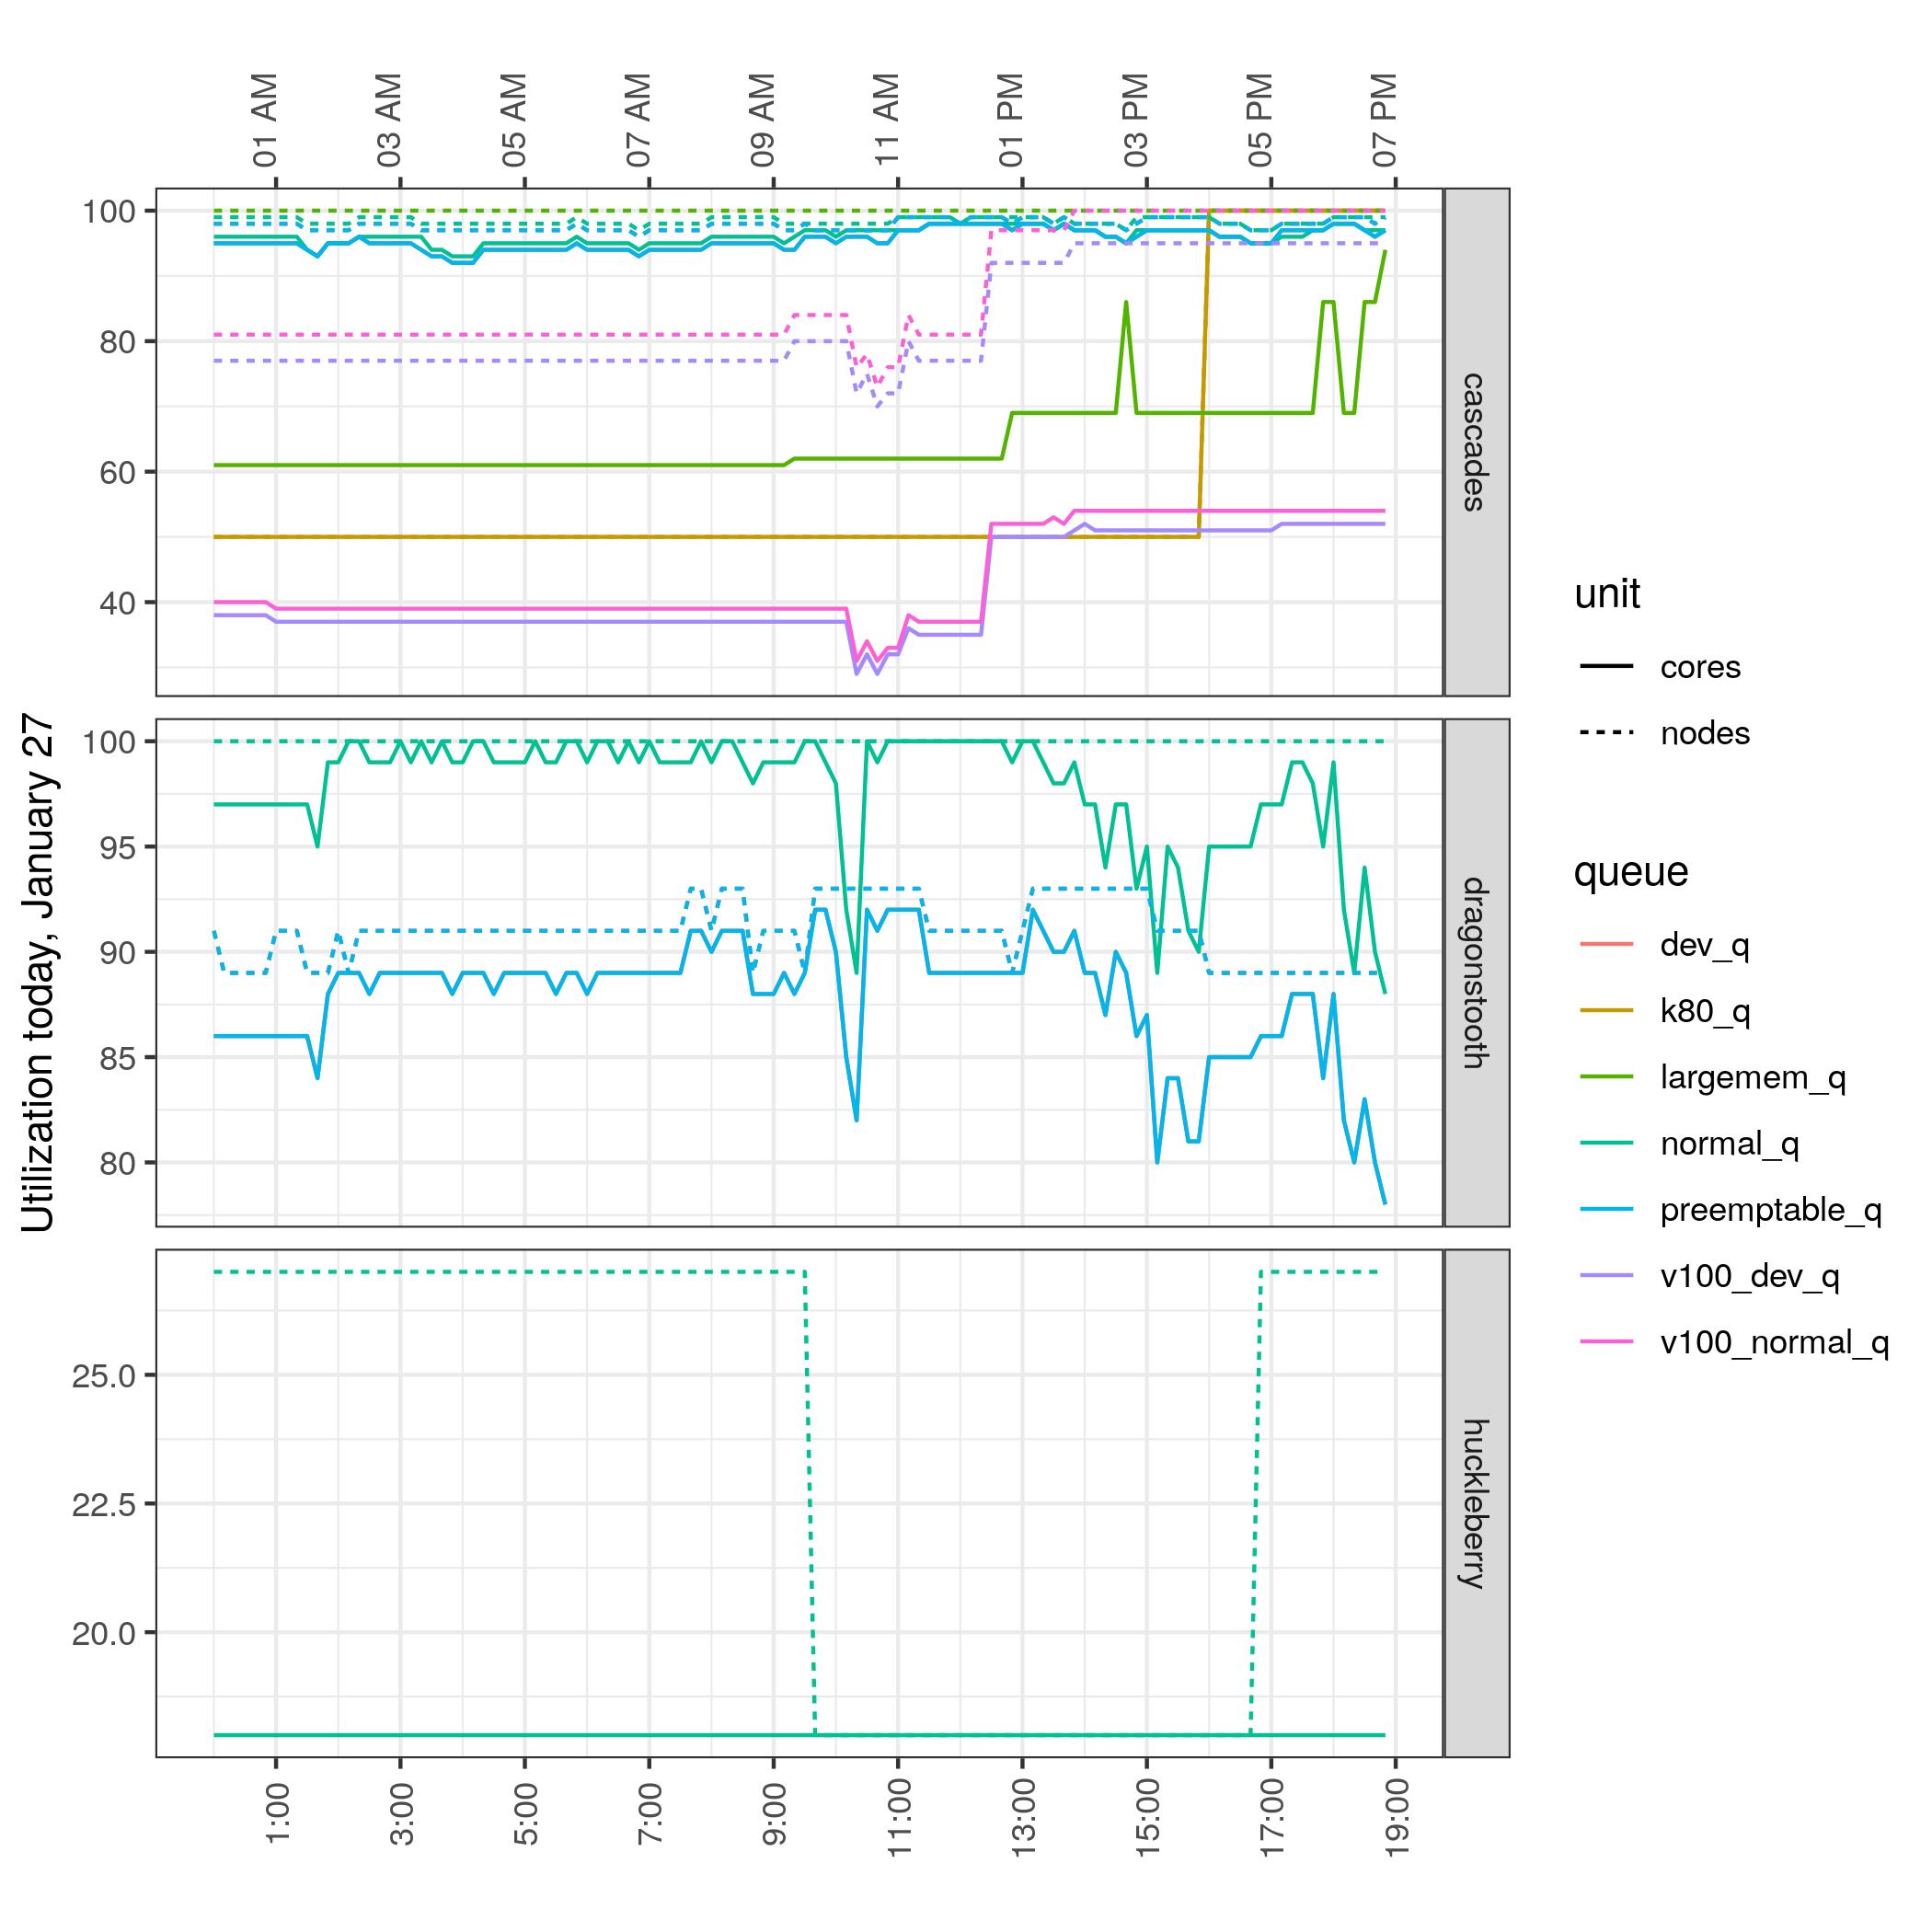 01 AM
03 AM
05 AM
07 AM
09 AM
11 AM
01 PM
03 PM
05 PM
07 PM
Utilization today, January 27
100
80
60
40
cascades
100
95
90
85
80
dragonstooth
25.0
22.5
20.0
huckleberry
1:00
3:00
5:00
7:00
9:00
11:00
13:00
15:00
17:00
19:00
unit
cores
nodes
queue
dev_q
k80_q
largemem_q
normal_q
preemptable_q
v100_dev_q
v100_normal_q